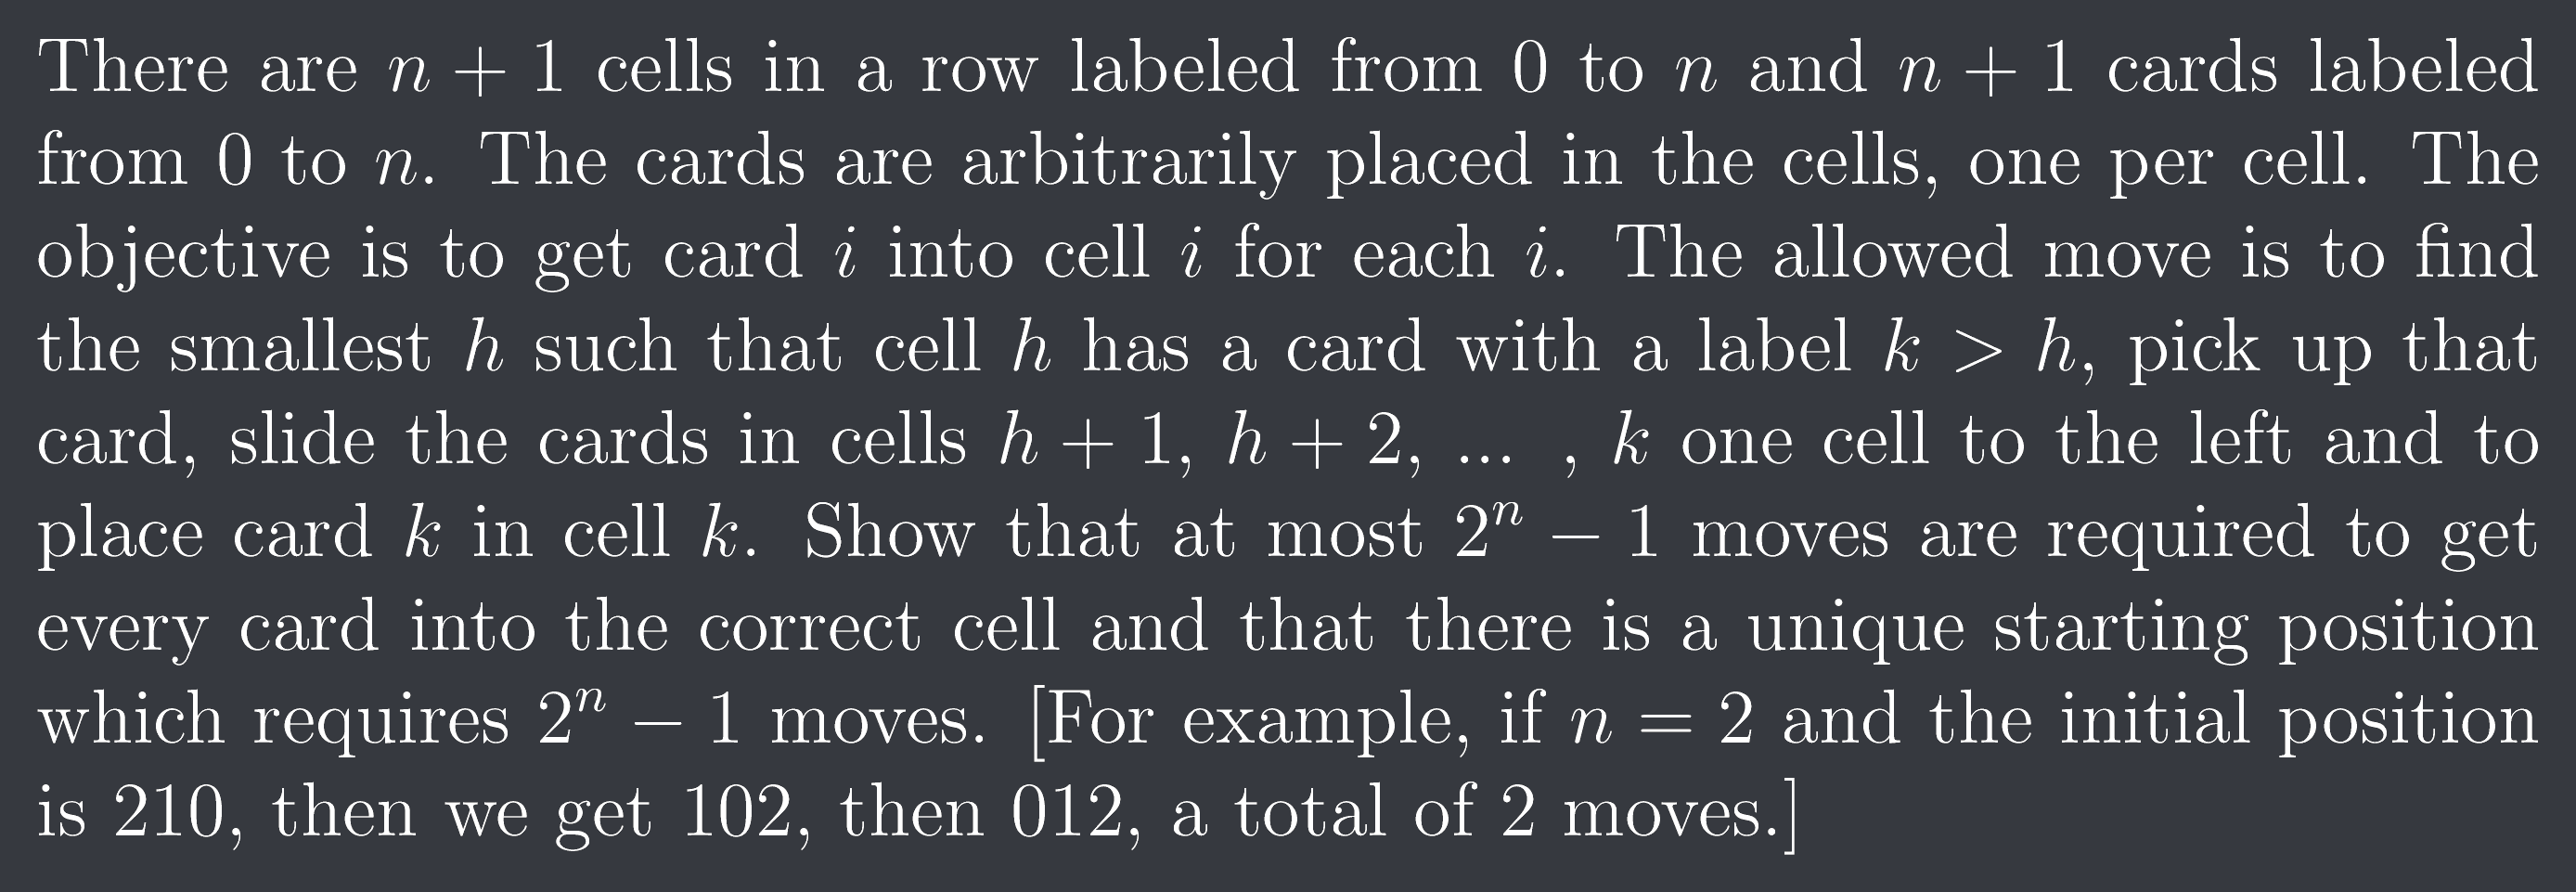 There are n + 1 cells in a row labeled from 0 to n and n + 1 cards labeled
from 0 to n. The cards are arbitrarily placed in the cells, one per cell. The
objective is to get card i into cell i for each i. The allowed move is to find
the smallest h such that cell h has a card with a label k > h, pick up that
card, slide the cards in cells h + 1, h + 2, ... , k one cell to the left and to
place card k in cell k. Show that at most 2ⁿ − 1 moves are required to get
every card into the correct cell and that there is a unique starting position
which requires 2ⁿ − 1 moves. [For example, if n = 2 and the initial position
is 210, then we get 102, then 012, a total of 2 moves.]